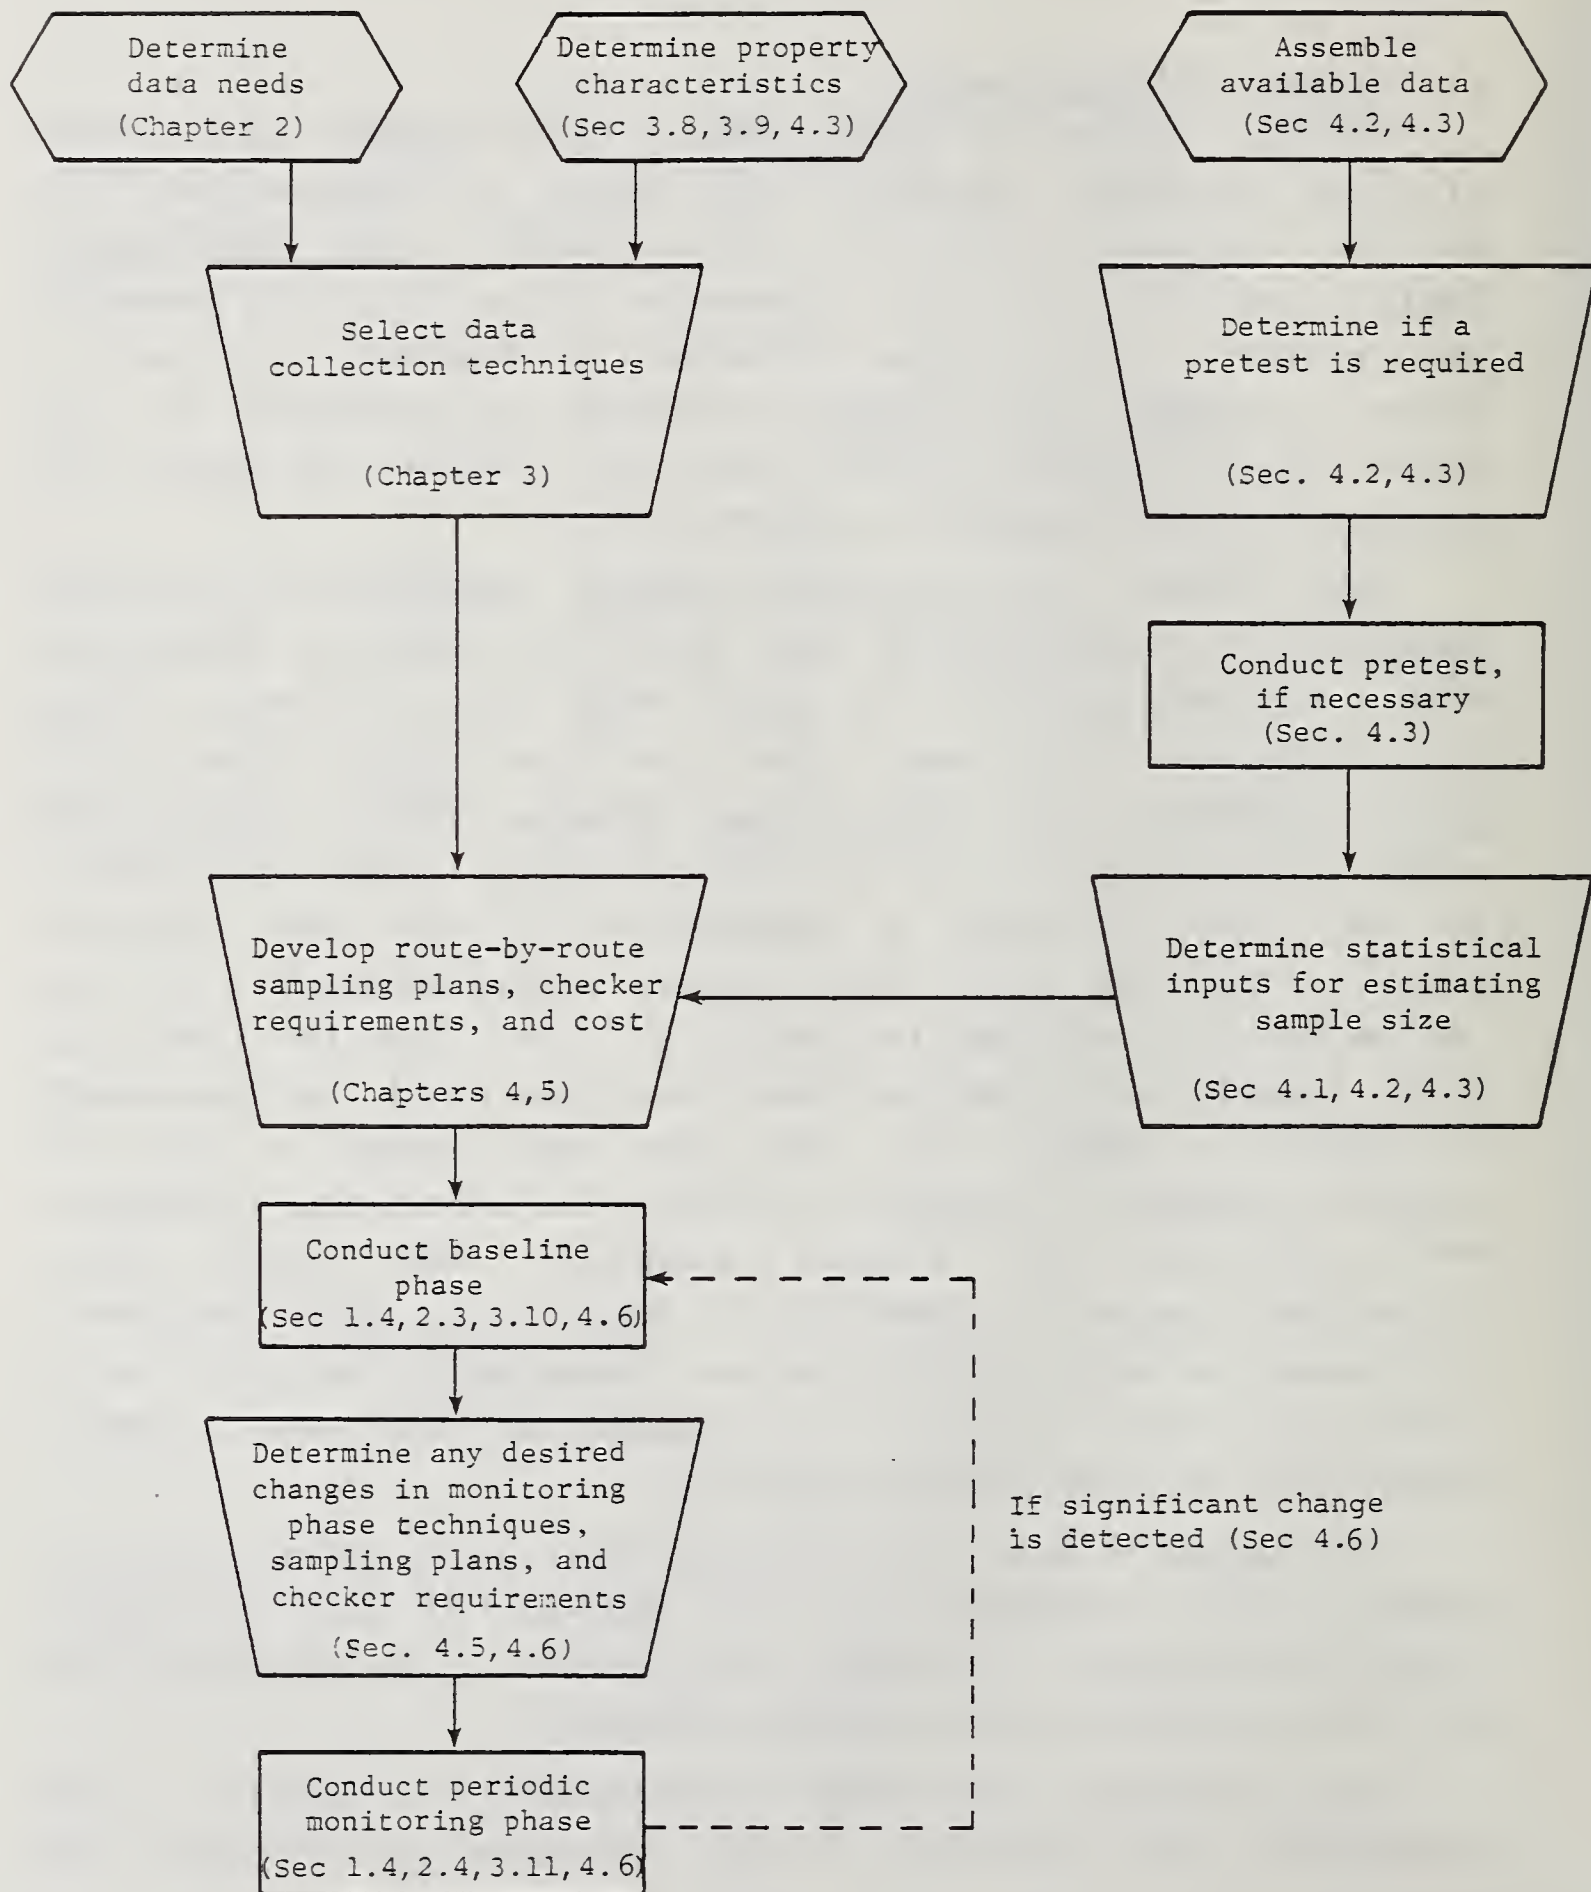 Determine
data needs
(Chapter 2)
Determine property
characteristics
(Sec 3.8,3.9,4.3)
Assemble
available data
(Sec 4.2,4.3)
Select data
collection techniques
(Chapter 3)
Determine if a
pretest is required
(Sec. 4.2,4.3)
Conduct pretest,
if necessary
(Sec. 4.3)
Develop route-by-route
sampling plans, checker
requirements, and cost
(Chapters 4,5)
Determine statistical
inputs for estimating
sample size
(Sec 4.1,4.2,4.3)
Conduct baseline
phase
(Sec 1.4,2.3,3.10,4.6)
Determine any desired
changes in monitoring
phase techniques,
sampling plans, and
checker requirements
(Sec. 4.5,4.6)
If significant change
is detected (Sec 4.6)
Conduct periodic
monitoring phase
(Sec 1.4,2.4,3.11,4.6)